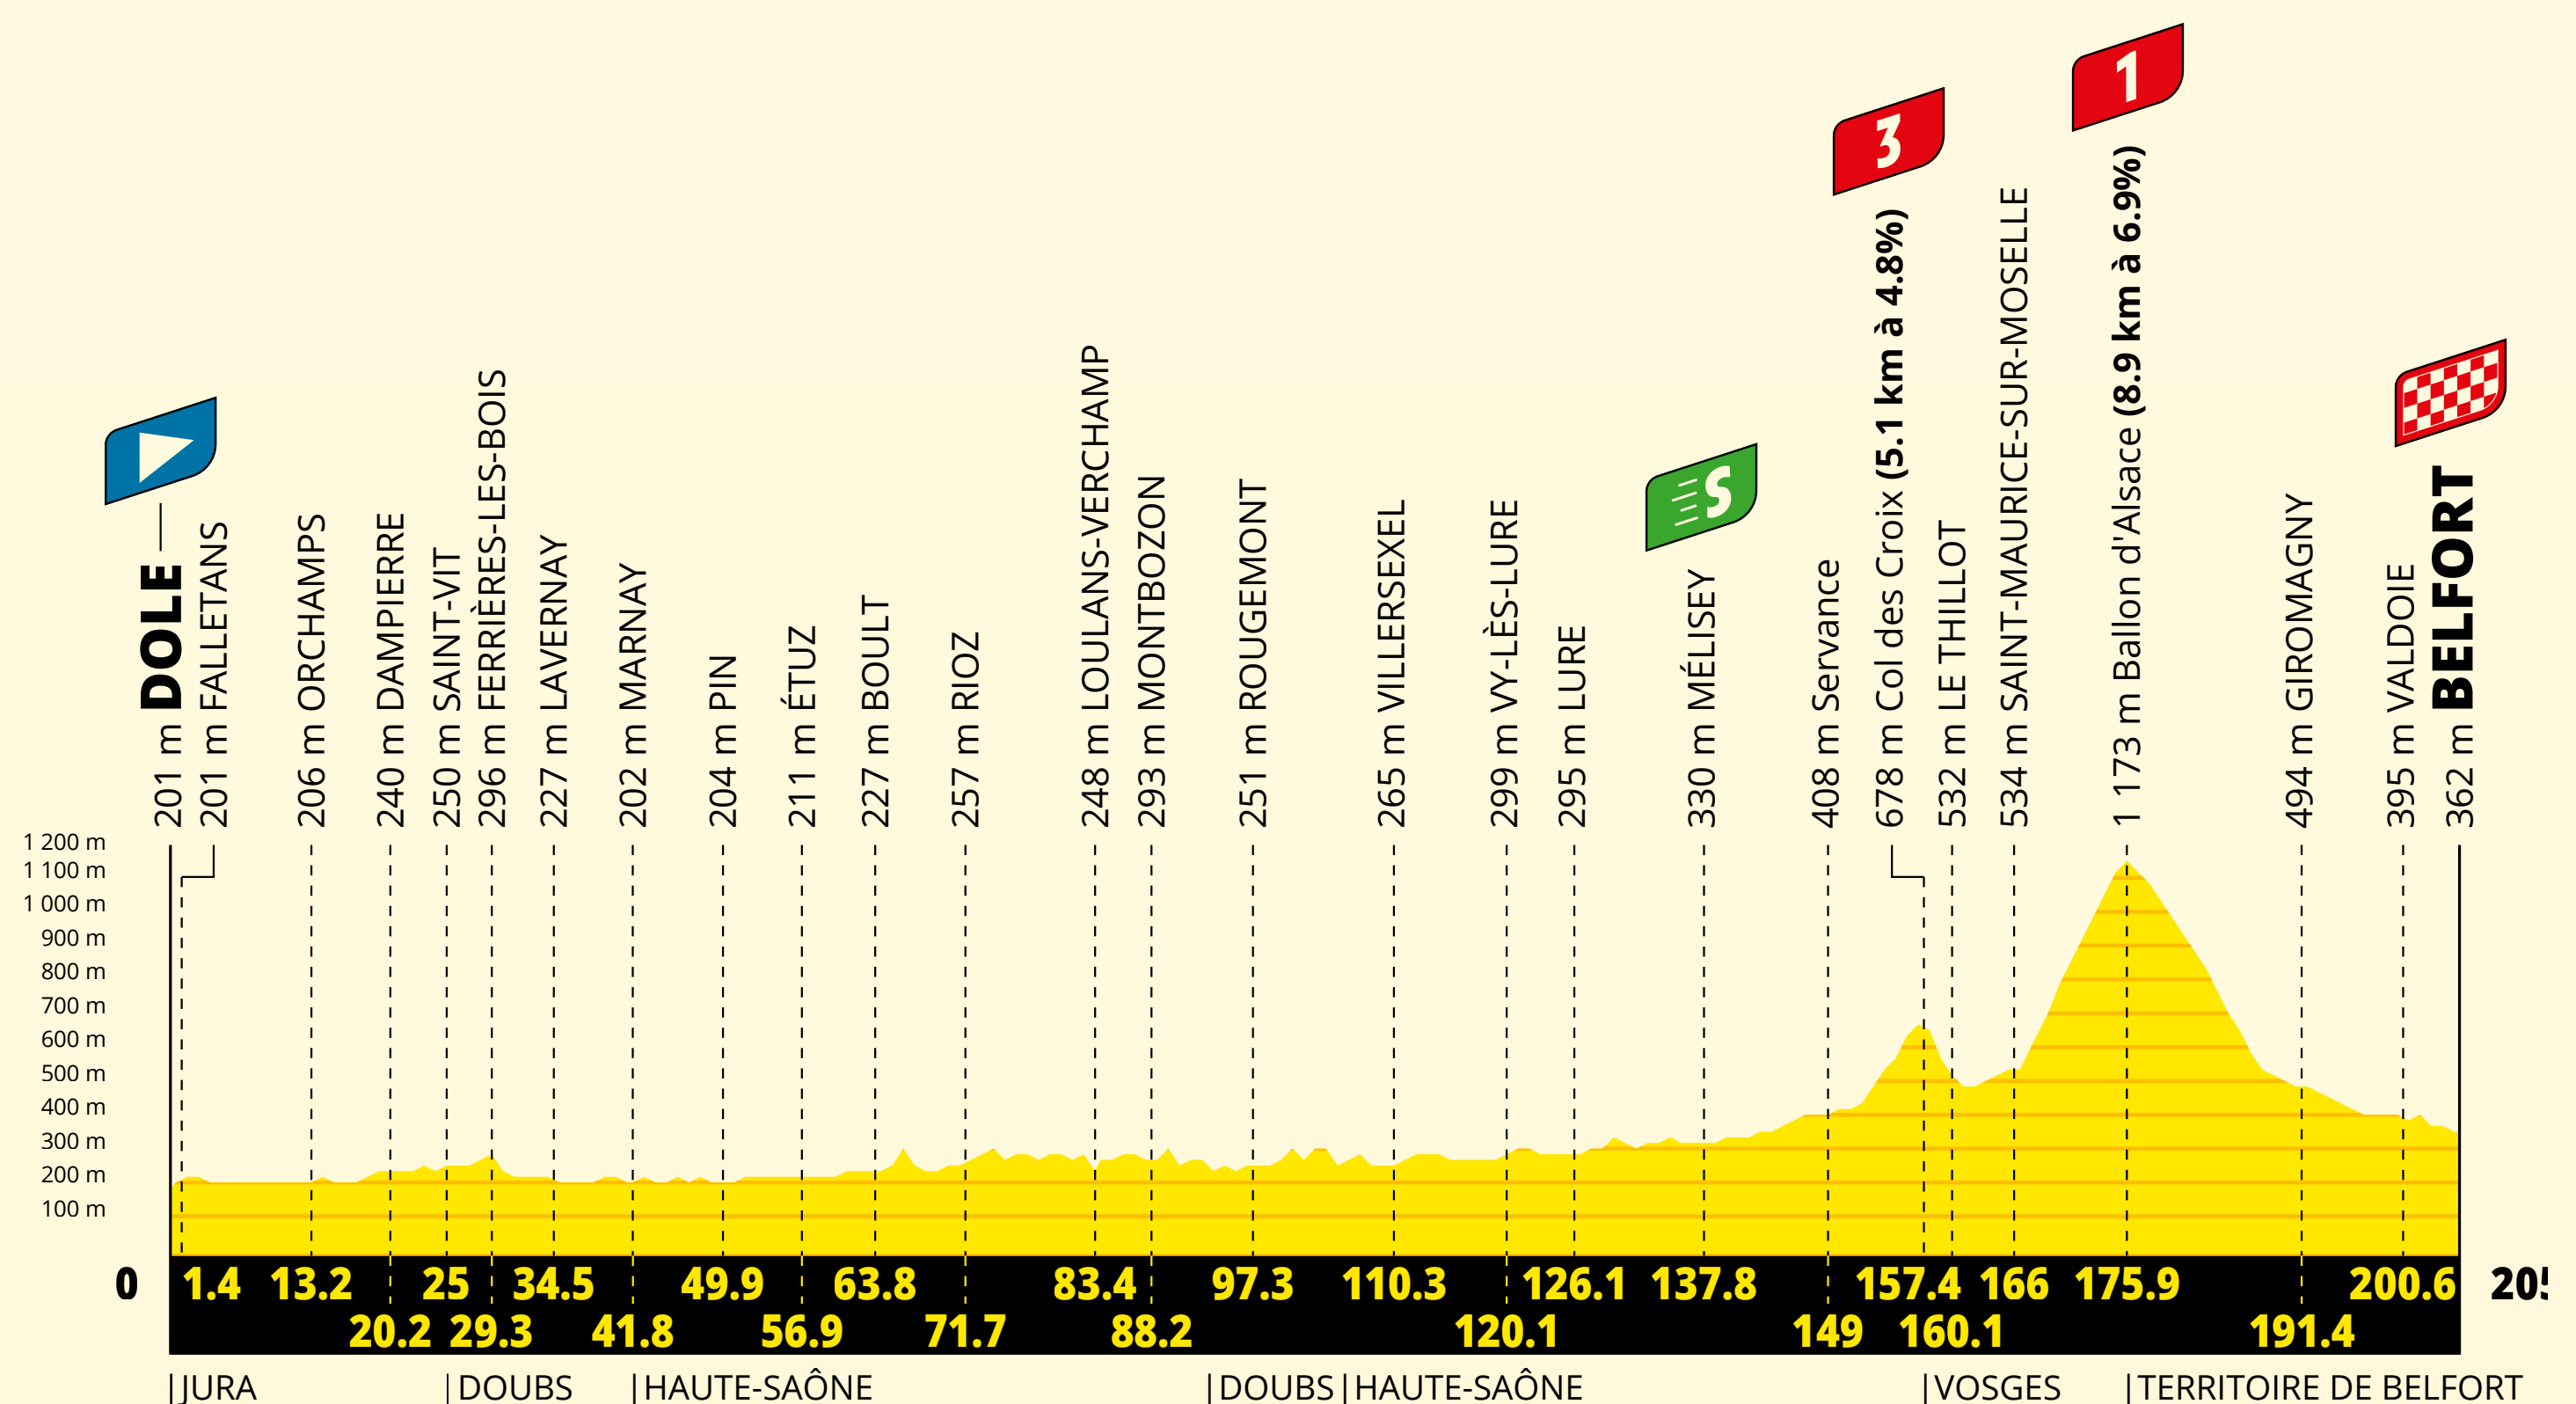 1
3
S
201 m DOLE
201 m FALLETANS
206 m ORCHAMPS
240 m DAMPIERRE
250 m SAINT-VIT
296 m FERRIÈRES-LES-BOIS
227 m LAVERNAY
202 m MARNAY
204 m PIN
211 m ÉTUZ
227 m BOULT
257 m RIOZ
248 m LOULANS-VERCHAMP
293 m MONTBOZON
251 m ROUGEMONT
265 m VILLERSEXEL
299 m VY-LÈS-LURE
295 m LURE
330 m MÉLISEY
408 m Servance
678 m Col des Croix (5.1 km à 4.8%)
532 m LE THILLOT
534 m SAINT-MAURICE-SUR-MOSELLE
1 173 m Ballon d'Alsace (8.9 km à 6.9%)
494 m GIROMAGNY
395 m VALDOIE
362 m BELFORT
1 200 m
1 100 m
1 000 m
900 m
800 m
700 m
600 m
500 m
400 m
300 m
200 m
100 m
0 1.4 13.2 25 34.5 49.9 63.8 83.4 97.3 110.3 126.1 137.8 157.4 166 175.9 200.6 205
20.2 29.3 41.8 56.9 71.7 88.2 120.1 149 160.1 191.4
JURA DOUBS HAUTE-SAÔNE DOUBS HAUTE-SAÔNE VOSGES TERRITOIRE DE BELFORT